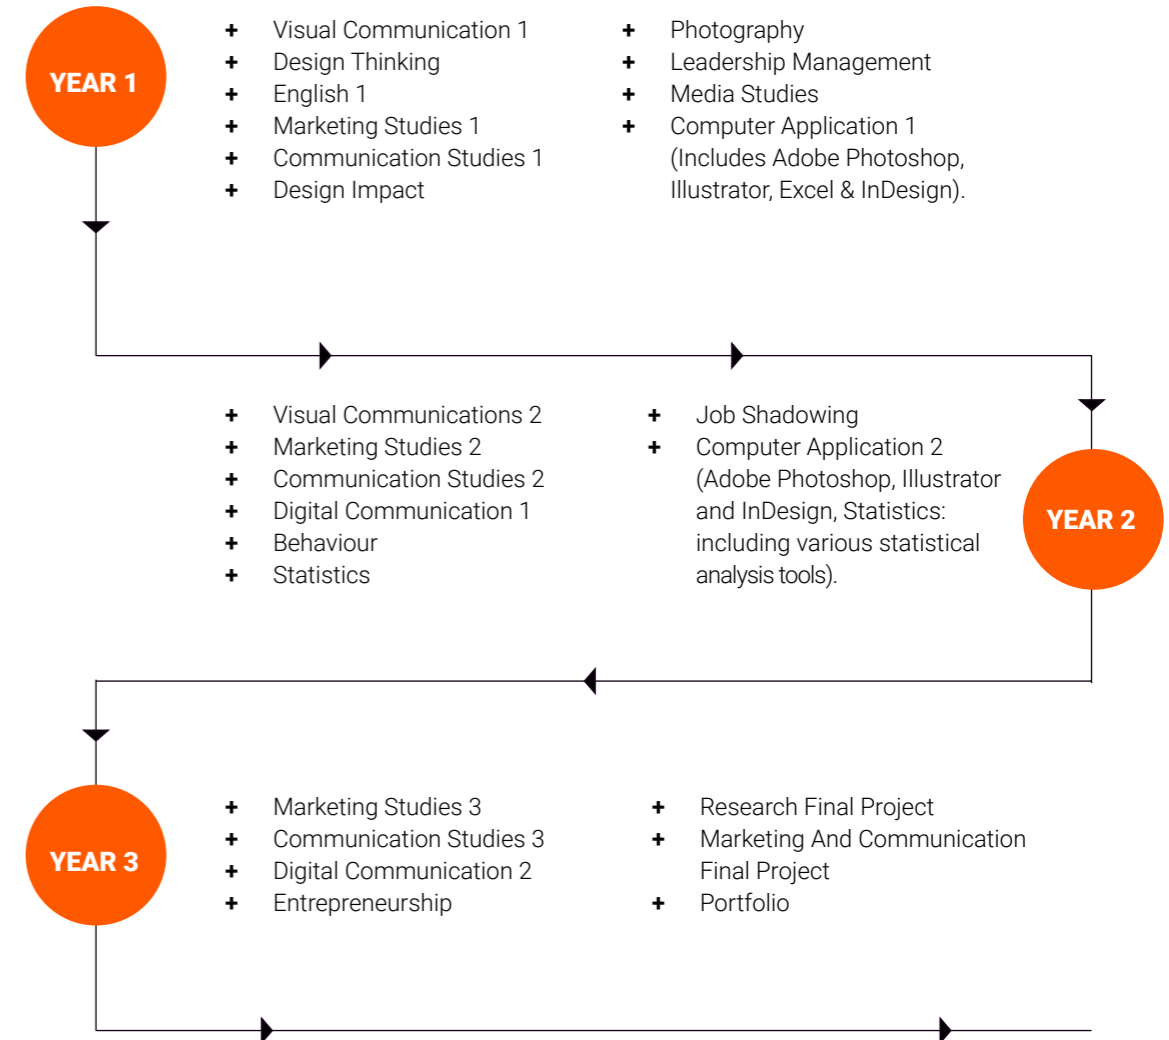 YEAR 1
+ Visual Communication 1
+ Design Thinking
+ English 1
+ Marketing Studies 1
+ Communication Studies 1
+ Design Impact
+ Photography
+ Leadership Management
+ Media Studies
+ Computer Application 1
(Includes Adobe Photoshop,
Illustrator, Excel & InDesign).
+ Visual Communications 2
+ Marketing Studies 2
+ Communication Studies 2
+ Digital Communication 1
+ Behaviour
+ Statistics
+ Job Shadowing
+ Computer Application 2
(Adobe Photoshop, Illustrator
and InDesign, Statistics:
including various statistical
analysis tools).
YEAR 2
YEAR 3
+ Marketing Studies 3
+ Communication Studies 3
+ Digital Communication 2
+ Entrepreneurship
+ Research Final Project
+ Marketing And Communication
Final Project
+ Portfolio